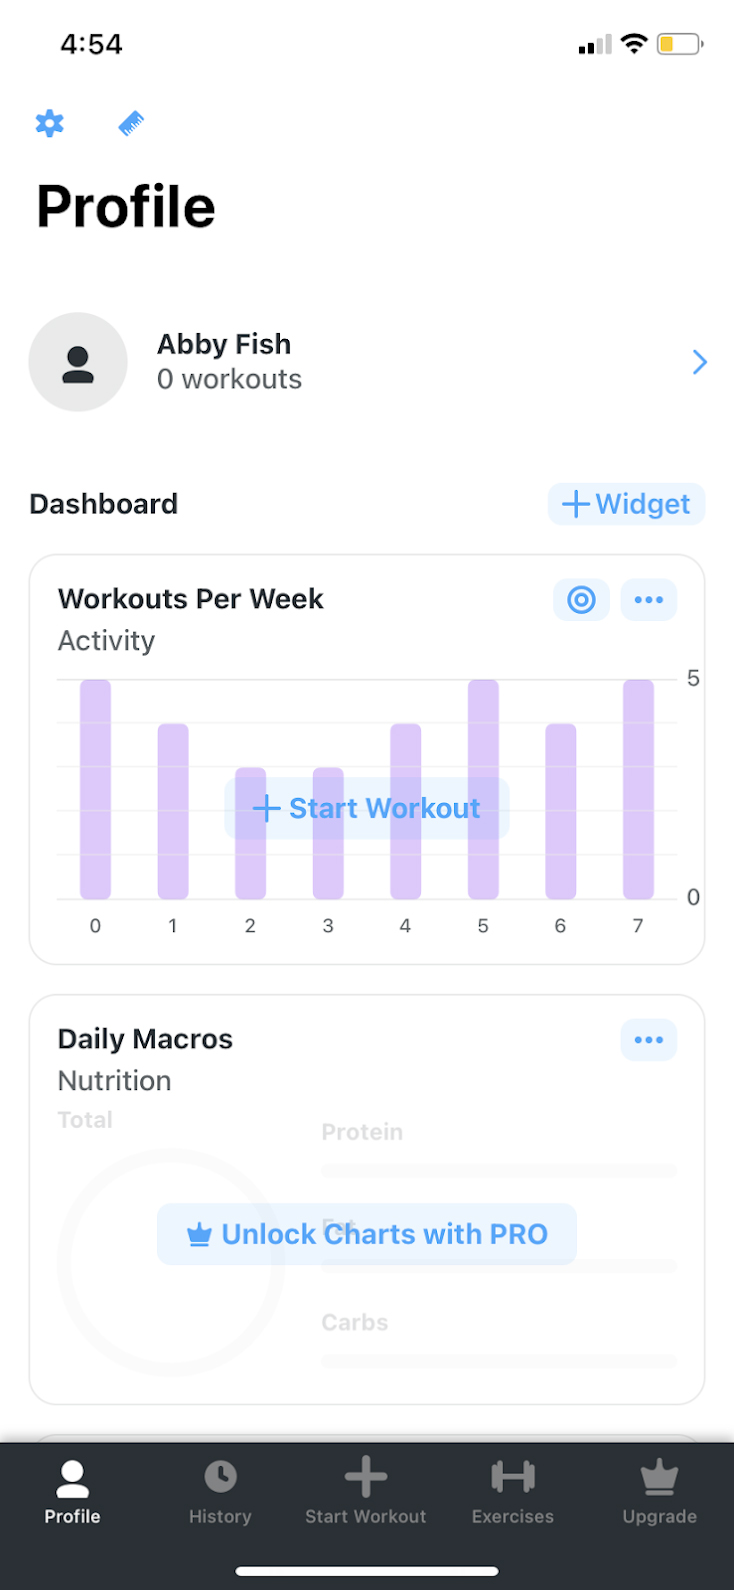 4:54
Profile
Abby Fish
0 workouts
Dashboard
+ Widget
Workouts Per Week
Activity
5
+ Start Workout
0
0 1 2 3 4 5 6 7
Daily Macros
Nutrition
Total
Protein
Fat
Unlock Charts with PRO
Carbs
Profile History Start Workout Exercises Upgrade